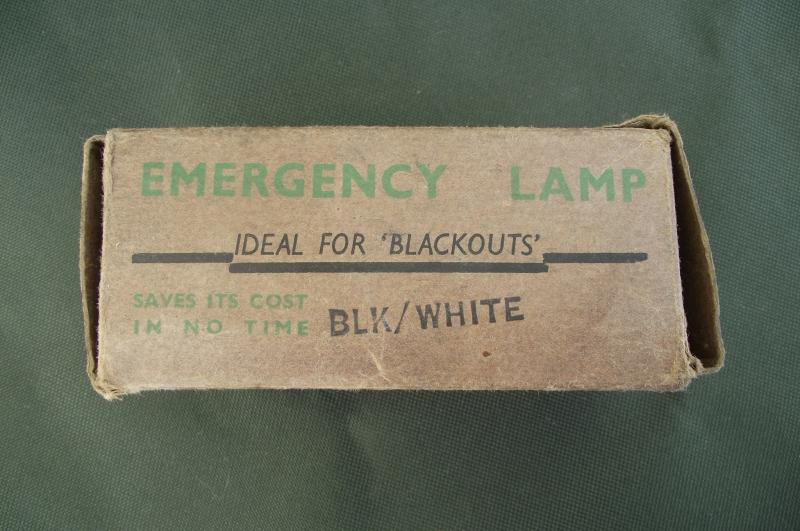 EMERGENCY LAMP
IDEAL FOR 'BLACKOUTS'
SAVES ITS COST
IN NO TIME
BLK/WHITE